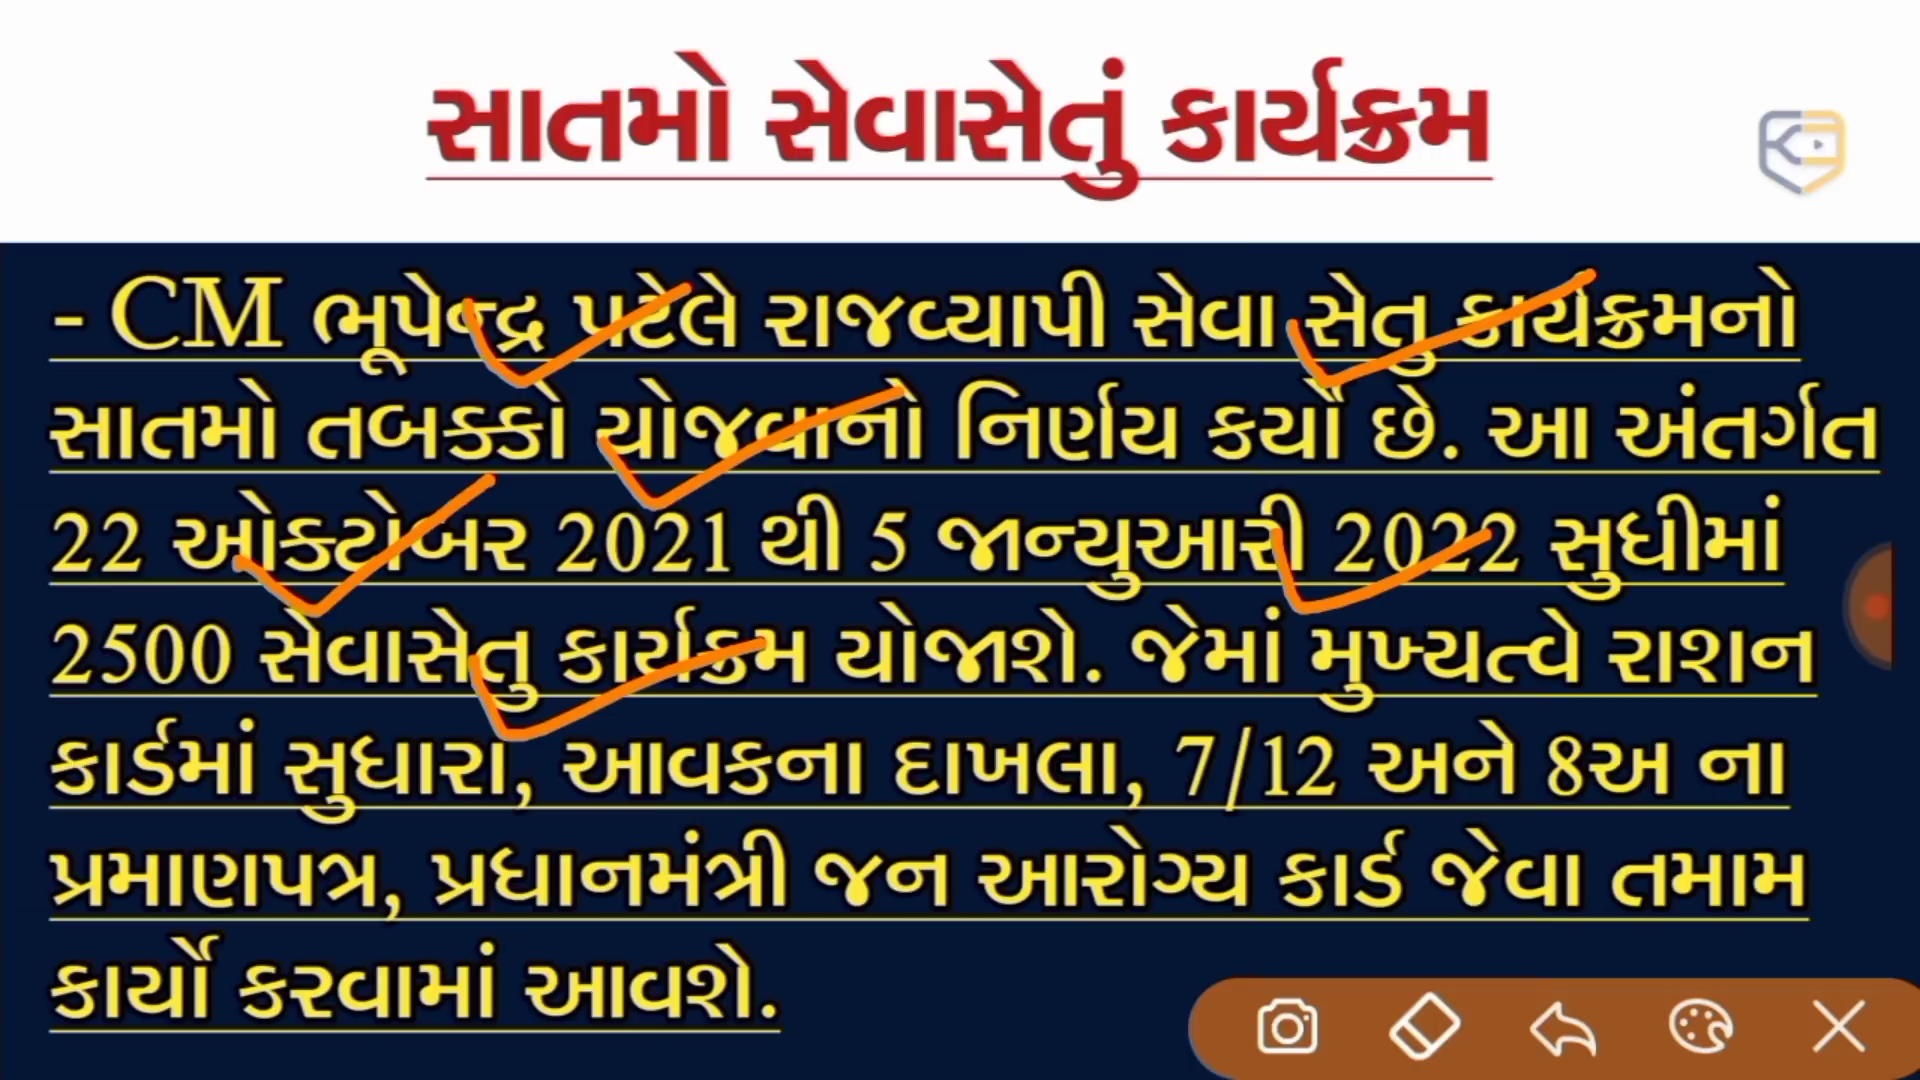 સાતમો સેવાસેતું કાર્યક્રમ
- CM ભૂપેન્દ્ર પટેલે રાજવ્યાપી સેવા સેતુ કાર્યક્રમનો
સાતમો તબક્કો યોજવાનો નિર્ણય કર્યો છે. આ અંતર્ગત
22 ઓક્ટોબર 2021 થી 5 જાન્યુઆરી 2022 સુધીમાં
2500 સેવાસેતુ કાર્યક્રમ યોજાશે. જેમાં મુખ્યત્વે રાશન
કાર્ડમાં સુધારા, આવકના દાખલા, 7/12 અને 8અ ના
પ્રમાણપત્ર, પ્રધાનમંત્રી જન આરોગ્ય કાર્ડ જેવા તમામ
કાર્યો કરવામાં આવશે.